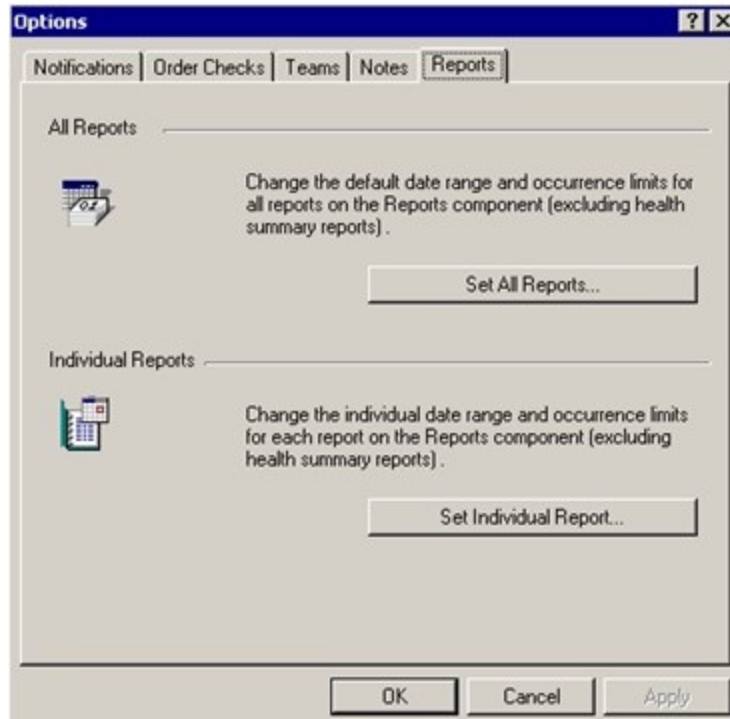 Options
Notifications Order Checks Teams Notes Reports
All Reports
Change the default date range and occurrence limits for
all reports on the Reports component (excluding health
summary reports) .
Set All Reports...
Individual Reports
Change the individual date range and occurrence limits
for each report on the Reports component (excluding
health summary reports) .
Set Individual Report...
OK Cancel Apply